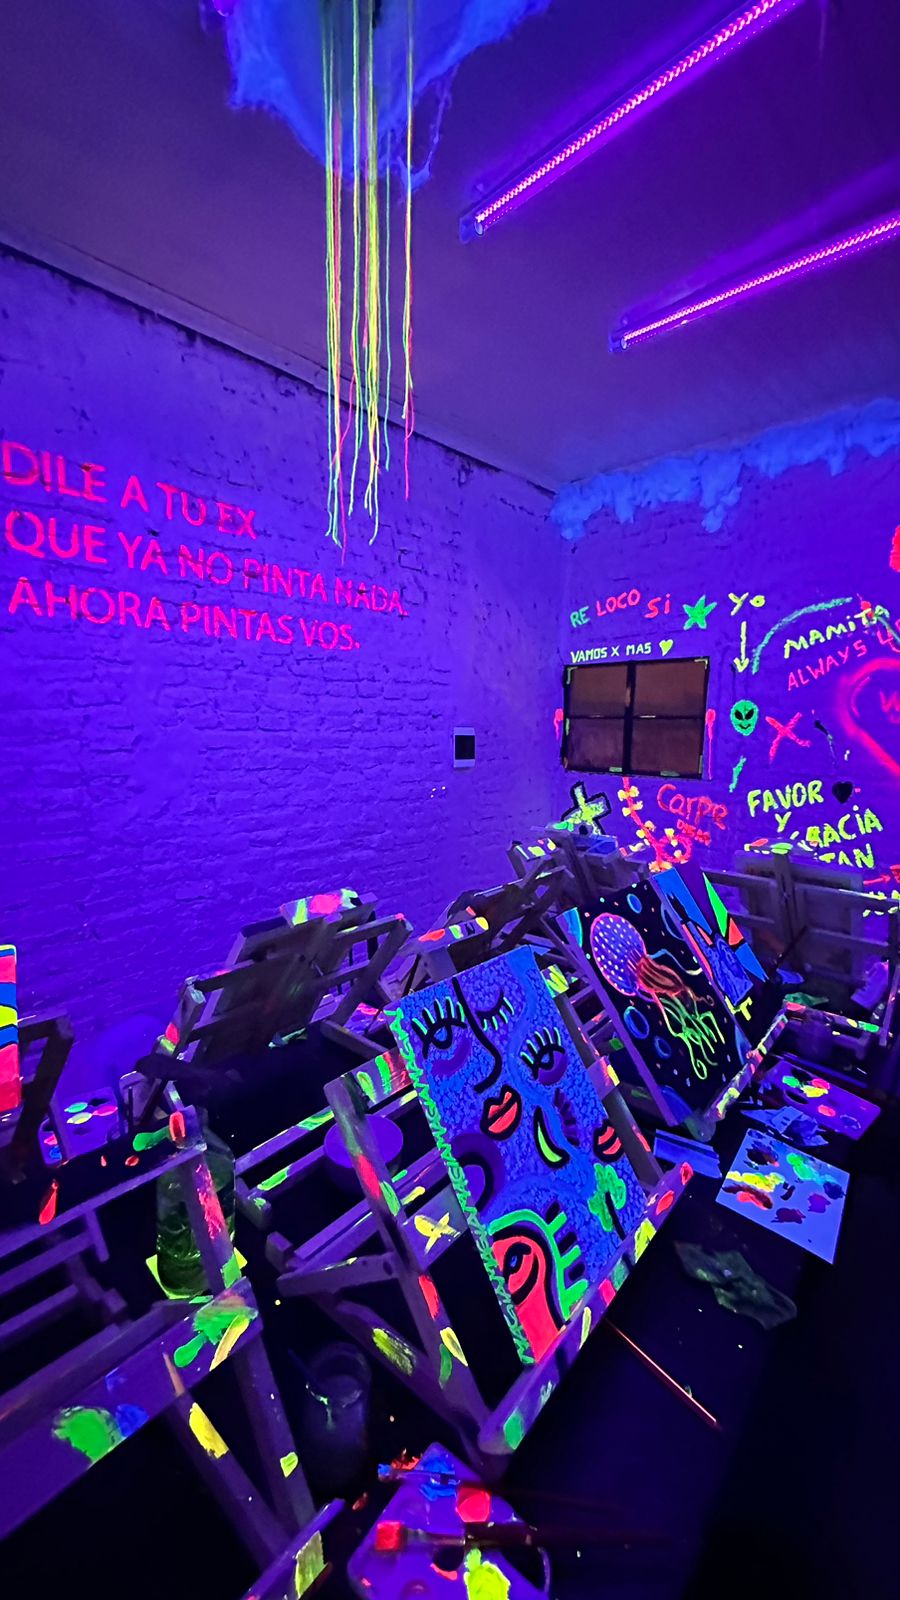 DILE A TU EX
QUE YA NO PINTA NADA.
AHORA PINTAS VOS.
RE LOCO Si
VAMOS X MAS
Yo
MAMITA
ALWAYS
Carpe
FAVOR
Y